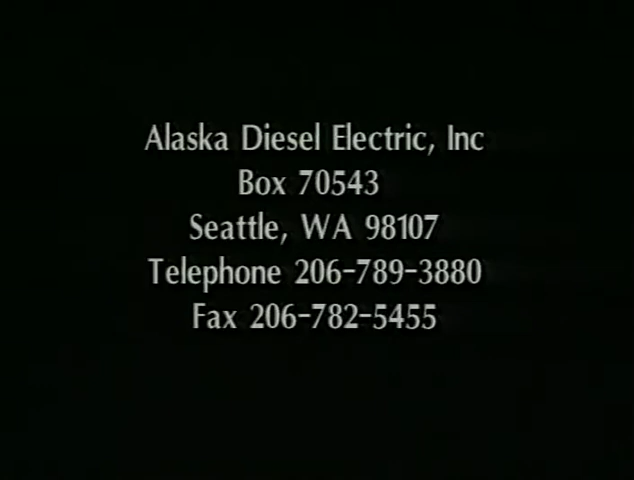 Alaska Diesel Electric, Inc
Box 70543
Seattle, WA 98107
Telephone 206-789-3880
Fax 206-782-5455